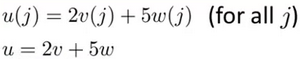 u(j) = 2v(j) + 5w(j) (for all j)
u = 2v + 5w